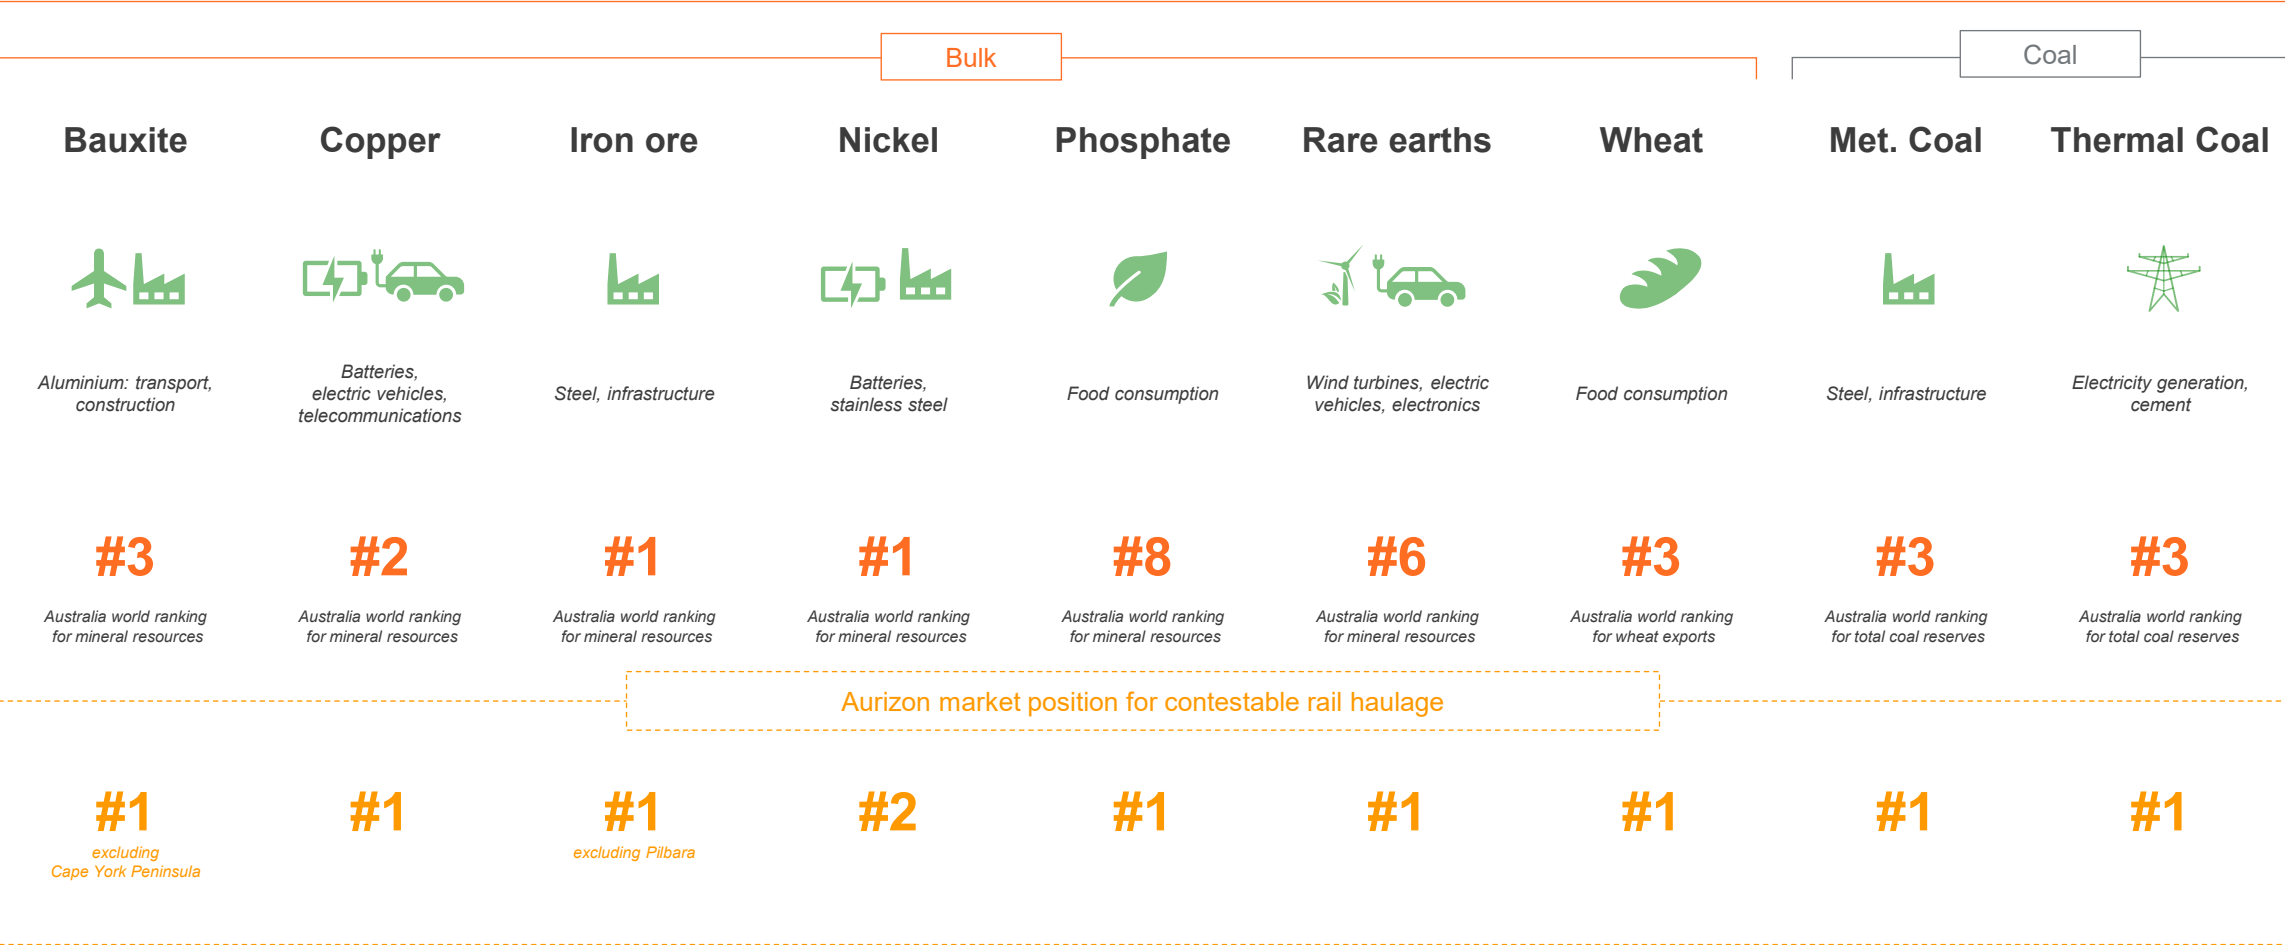 Bulk
Coal
Bauxite
Copper
Iron ore
Nickel
Phosphate
Rare earths
Wheat
Met. Coal
Thermal Coal
Aluminium: transport,
construction
Batteries,
electric vehicles,
telecommunications
Steel, infrastructure
Batteries,
stainless steel
Food consumption
Wind turbines, electric
vehicles, electronics
Food consumption
Steel, infrastructure
Electricity generation,
cement
#3
#2
#1
#1
#8
#6
#3
#3
#3
Australia world ranking
for mineral resources
Australia world ranking
for mineral resources
Australia world ranking
for mineral resources
Australia world ranking
for mineral resources
Australia world ranking
for mineral resources
Australia world ranking
for mineral resources
Australia world ranking
for wheat exports
Australia world ranking
for total coal reserves
Australia world ranking
for total coal reserves
Aurizon market position for contestable rail haulage
#1
excluding
Cape York Peninsula
#1
#1
excluding Pilbara
#2
#1
#1
#1
#1
#1